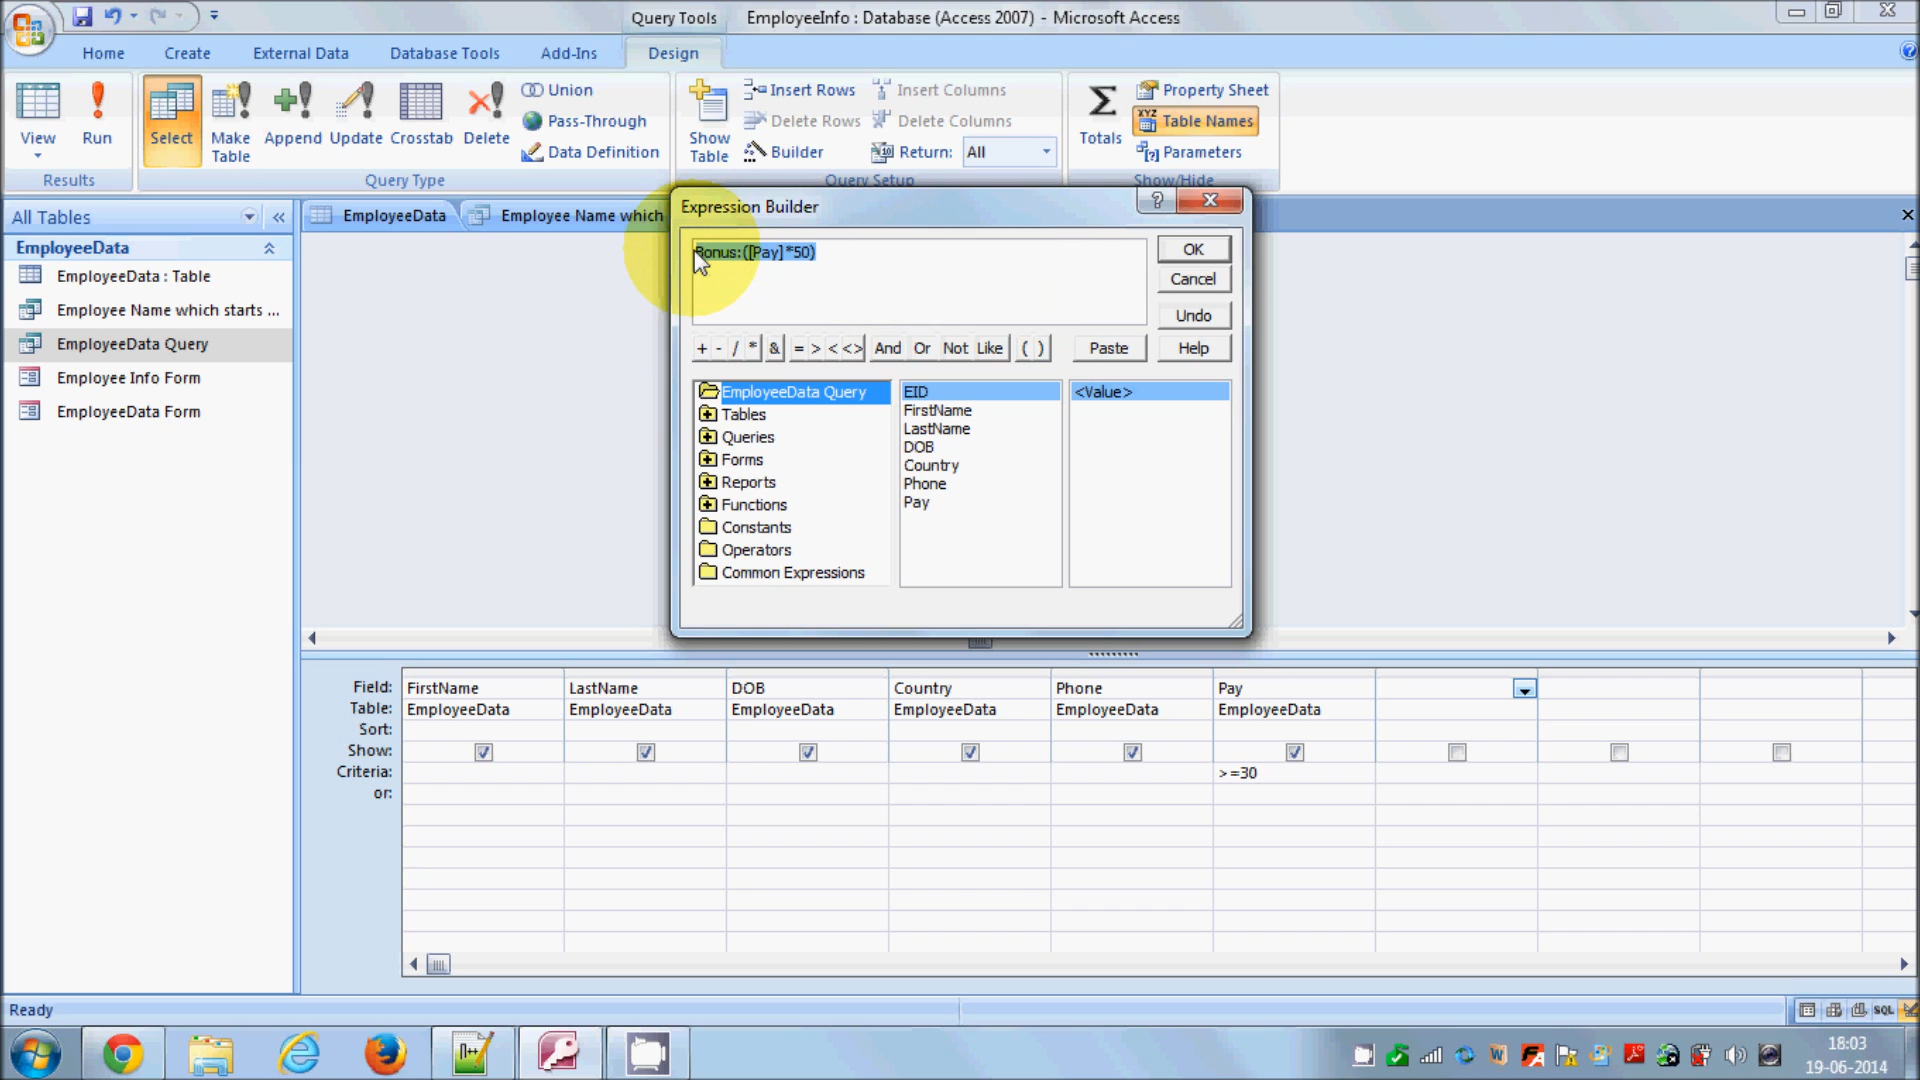 Query Tools
EmployeeInfo : Database (Access 2007) - Microsoft Access
Home
Create
External Data
Database Tools
Add-Ins
Design
View
Run
Select
Make Table
Append
Update
Crosstab
Delete
Union
Pass-Through
Data Definition
Show Table
Insert Rows
Delete Rows
Builder
Insert Columns
Delete Columns
Return: All
Totals
Property Sheet
Table Names
Parameters
Results
Query Type
Query Setup
Show/Hide
All Tables
EmployeeData
EmployeeData : Table
Employee Name which starts ...
EmployeeData Query
Employee Info Form
EmployeeData Form
EmployeeData
Employee Name which
Expression Builder
Bonus:([Pay]*50)
OK
Cancel
Undo
+ - / * & = > < <> And Or Not Like ( )
Paste
Help
EmployeeData Query
Tables
Queries
Forms
Reports
Functions
Constants
Operators
Common Expressions
EID
FirstName
LastName
DOB
Country
Phone
Pay
<Value>
Field: FirstName LastName DOB Country Phone Pay
Table: EmployeeData EmployeeData EmployeeData EmployeeData EmployeeData EmployeeData
Sort:
Show:
Criteria: >=30
or:
Ready
SQL
18:03
19-06-2014